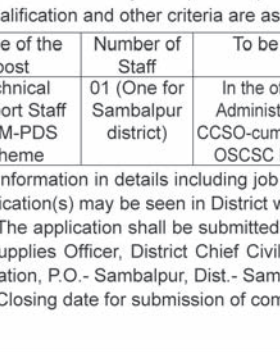 alification and other criteria are as
e of the Number of To be
post Staff
chnical 01 (One for In the of
ort Staff Sambalpur Administ
M-PDS district) CCSO-cum
heme OSCSC
nformation in details including job
ication(s) may be seen in District w
The application shall be submitted
upplies Officer, District Chief Civil
ation, P.O.- Sambalpur, Dist.- Sam
Closing date for submission of com